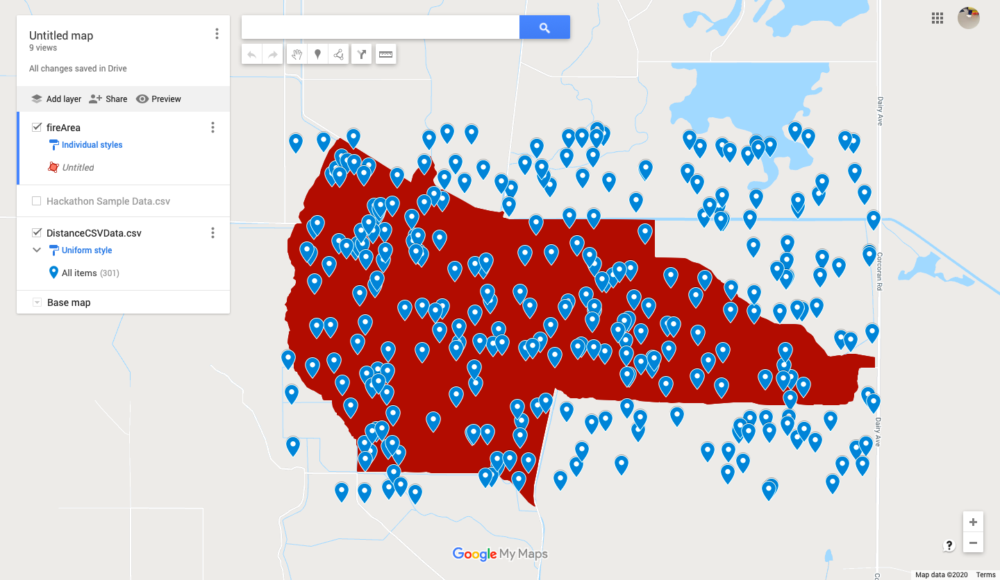 Untitled map
9 views
All changes saved in Drive
Add layer Share Preview
fireArea
Individual styles
Untitled
Hackathon Sample Data.csv
DistanceCSVData.csv
Uniform style
All items (301)
Base map
Dairy Ave
Corcoran Rd
Dairy Ave
Google My Maps
?
+
−
Map data ©2020 Terms